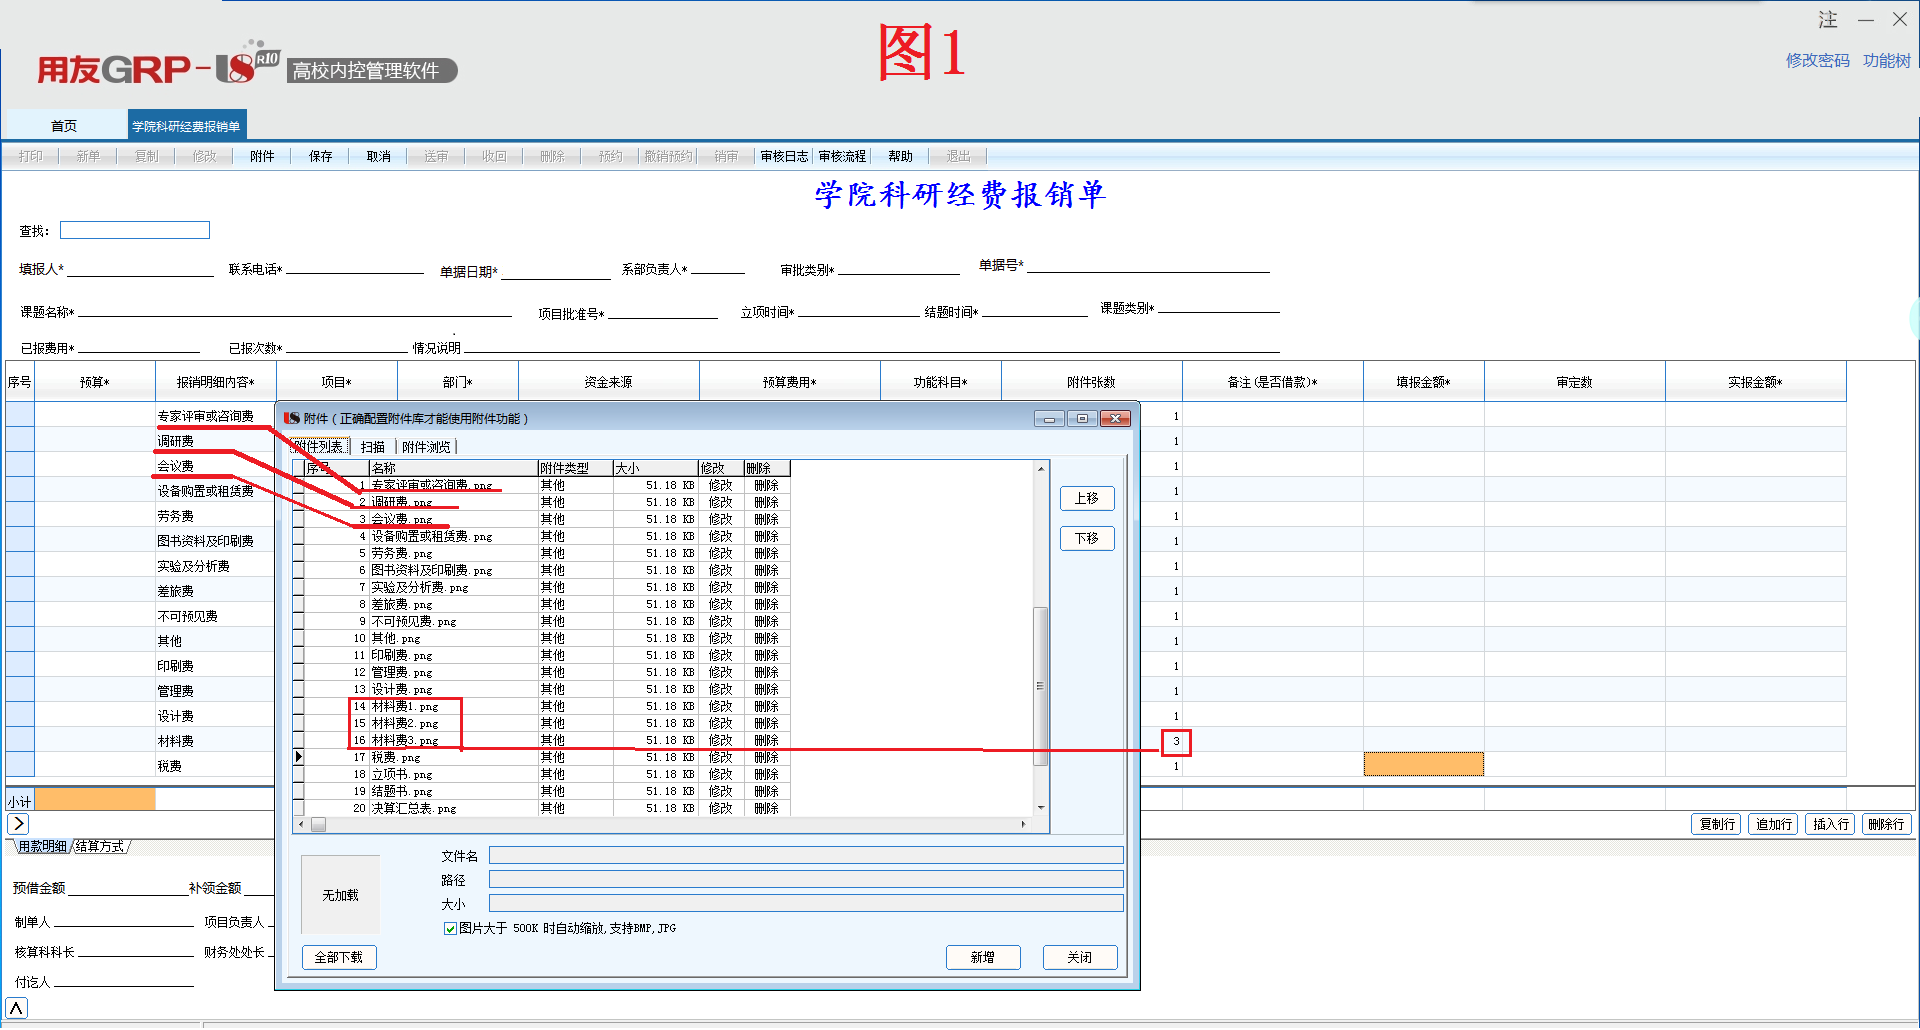 图1
注
修改密码 功能树
用友GRP-US R10 高校内控管理软件
首页 学院科研经费报销单
打印 新单 复制 修改 附件 保存 取消 送审 收回 删除 预约 撤销预约 销审 审核日志 审核流程 帮助 退出
学院科研经费报销单
查找:
填报人* 联系电话* 单据日期* 系部负责人* 审批类别* 单据号*
课题名称* 项目批准号* 立项时间* 结题时间* 课题类别*
已报费用* 已报次数* 情况说明
序号 预算* 报销明细内容* 项目* 部门* 资金来源 预算费用* 功能科目* 附件张数 备注(是否借款)* 填报金额* 审定数 实报金额*
专家评审或咨询费 1
调研费 1
会议费 1
设备购置或租赁费 1
劳务费 1
图书资料及印刷费 1
实验及分析费 1
差旅费 1
不可预见费 1
其他 1
印刷费 1
管理费 1
设计费 1
材料费 3
税费 1
小计
复制行 追加行 插入行 删除行
用款明细 结算方式
预借金额 补领金额
制单人 项目负责人
核算科科长 财务处处长
付讫人
US 附件(正确配置附件库才能使用附件功能)
附件列表 扫描 附件浏览
序号 名称 附件类型 大小 修改 删除
1 专家评审或咨询费.png 其他 51.18 KB 修改 删除
2 调研费.png 其他 51.18 KB 修改 删除
3 会议费.png 其他 51.18 KB 修改 删除
4 设备购置或租赁费.png 其他 51.18 KB 修改 删除
5 劳务费.png 其他 51.18 KB 修改 删除
6 图书资料及印刷费.png 其他 51.18 KB 修改 删除
7 实验及分析费.png 其他 51.18 KB 修改 删除
8 差旅费.png 其他 51.18 KB 修改 删除
9 不可预见费.png 其他 51.18 KB 修改 删除
10 其他.png 其他 51.18 KB 修改 删除
11 印刷费.png 其他 51.18 KB 修改 删除
12 管理费.png 其他 51.18 KB 修改 删除
13 设计费.png 其他 51.18 KB 修改 删除
14 材料费1.png 其他 51.18 KB 修改 删除
15 材料费2.png 其他 51.18 KB 修改 删除
16 材料费3.png 其他 51.18 KB 修改 删除
17 税费.png 其他 51.18 KB 修改 删除
18 立项书.png 其他 51.18 KB 修改 删除
19 结题书.png 其他 51.18 KB 修改 删除
20 决算汇总表.png 其他 51.18 KB 修改 删除
上移
下移
无加载
文件名
路径
大小
图片大于 500K 时自动缩放,支持BMP,JPG
全部下载 新增 关闭